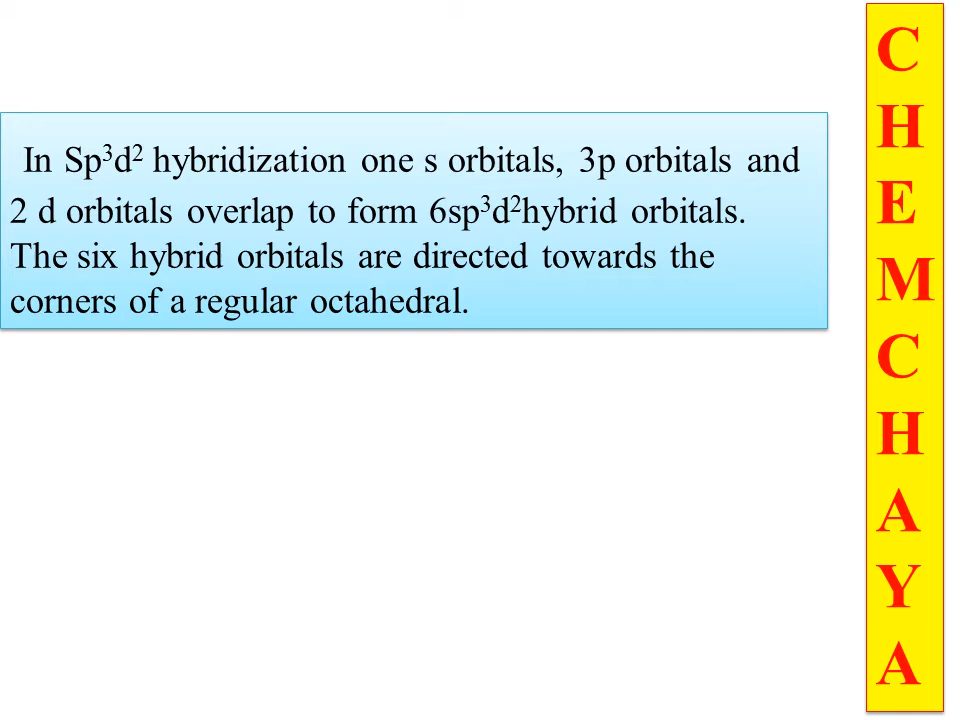 In Sp³d² hybridization one s orbitals, 3p orbitals and
2 d orbitals overlap to form 6sp³d²hybrid orbitals.
The six hybrid orbitals are directed towards the
corners of a regular octahedral.
C
H
E
M
C
H
A
Y
A